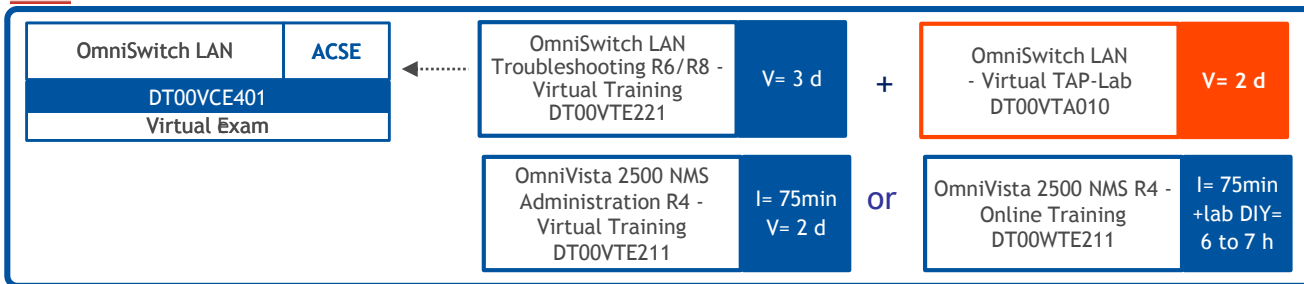 OmniSwitch LAN
ACSE
DT00VCE401
Virtual Exam
OmniSwitch LAN
Troubleshooting R6/R8 -
Virtual Training
DT00VTE221
V= 3 d
+
OmniSwitch LAN
- Virtual TAP-Lab
DT00VTA010
V= 2 d
OmniVista 2500 NMS
Administration R4 -
Virtual Training
DT00VTE211
I= 75min
V= 2 d
or
OmniVista 2500 NMS R4 -
Online Training
DT00WTE211
I= 75min
+lab DIY=
6 to 7 h